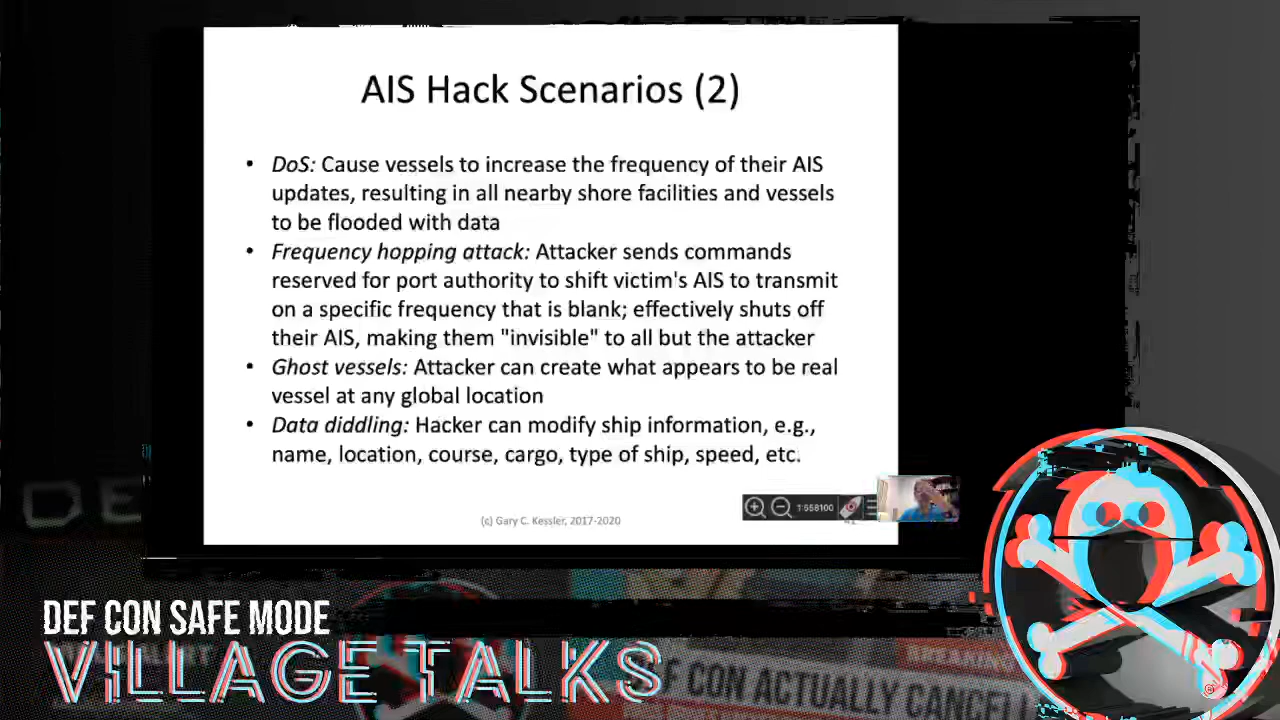 AIS Hack Scenarios (2)
• DoS: Cause vessels to increase the frequency of their AIS
updates, resulting in all nearby shore facilities and vessels
to be flooded with data
• Frequency hopping attack: Attacker sends commands
reserved for port authority to shift victim's AIS to transmit
on a specific frequency that is blank; effectively shuts off
their AIS, making them "invisible" to all but the attacker
• Ghost vessels: Attacker can create what appears to be real
vessel at any global location
• Data diddling: Hacker can modify ship information, e.g.,
name, location, course, cargo, type of ship, speed, etc.
(c) Gary C. Kessler, 2017-2020
1:558100
DE
DEF CON SAFE MODE
VILLAGE TALKS
DEF CON ACTUALLY CANCEL